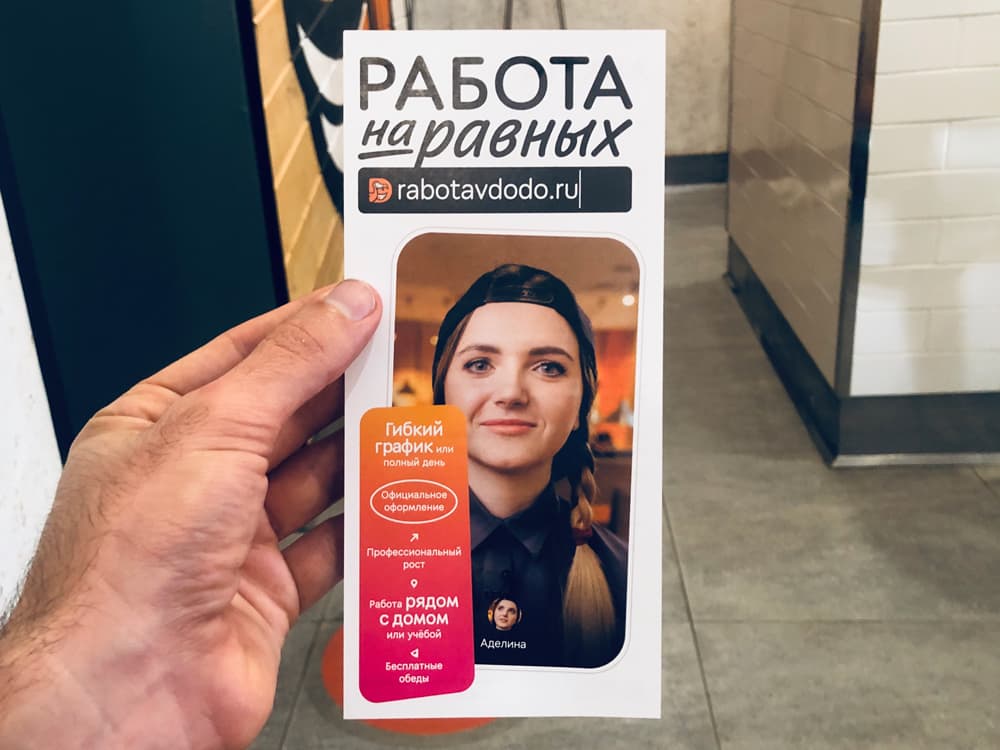 РАБОТА
на равных
rabotavdodo.ru
Гибкий
график или
полный день
Официальное
оформление
Профессиональный
рост
Работа рядом
с домом
или учёбой
Бесплатные
обеды
Аделина